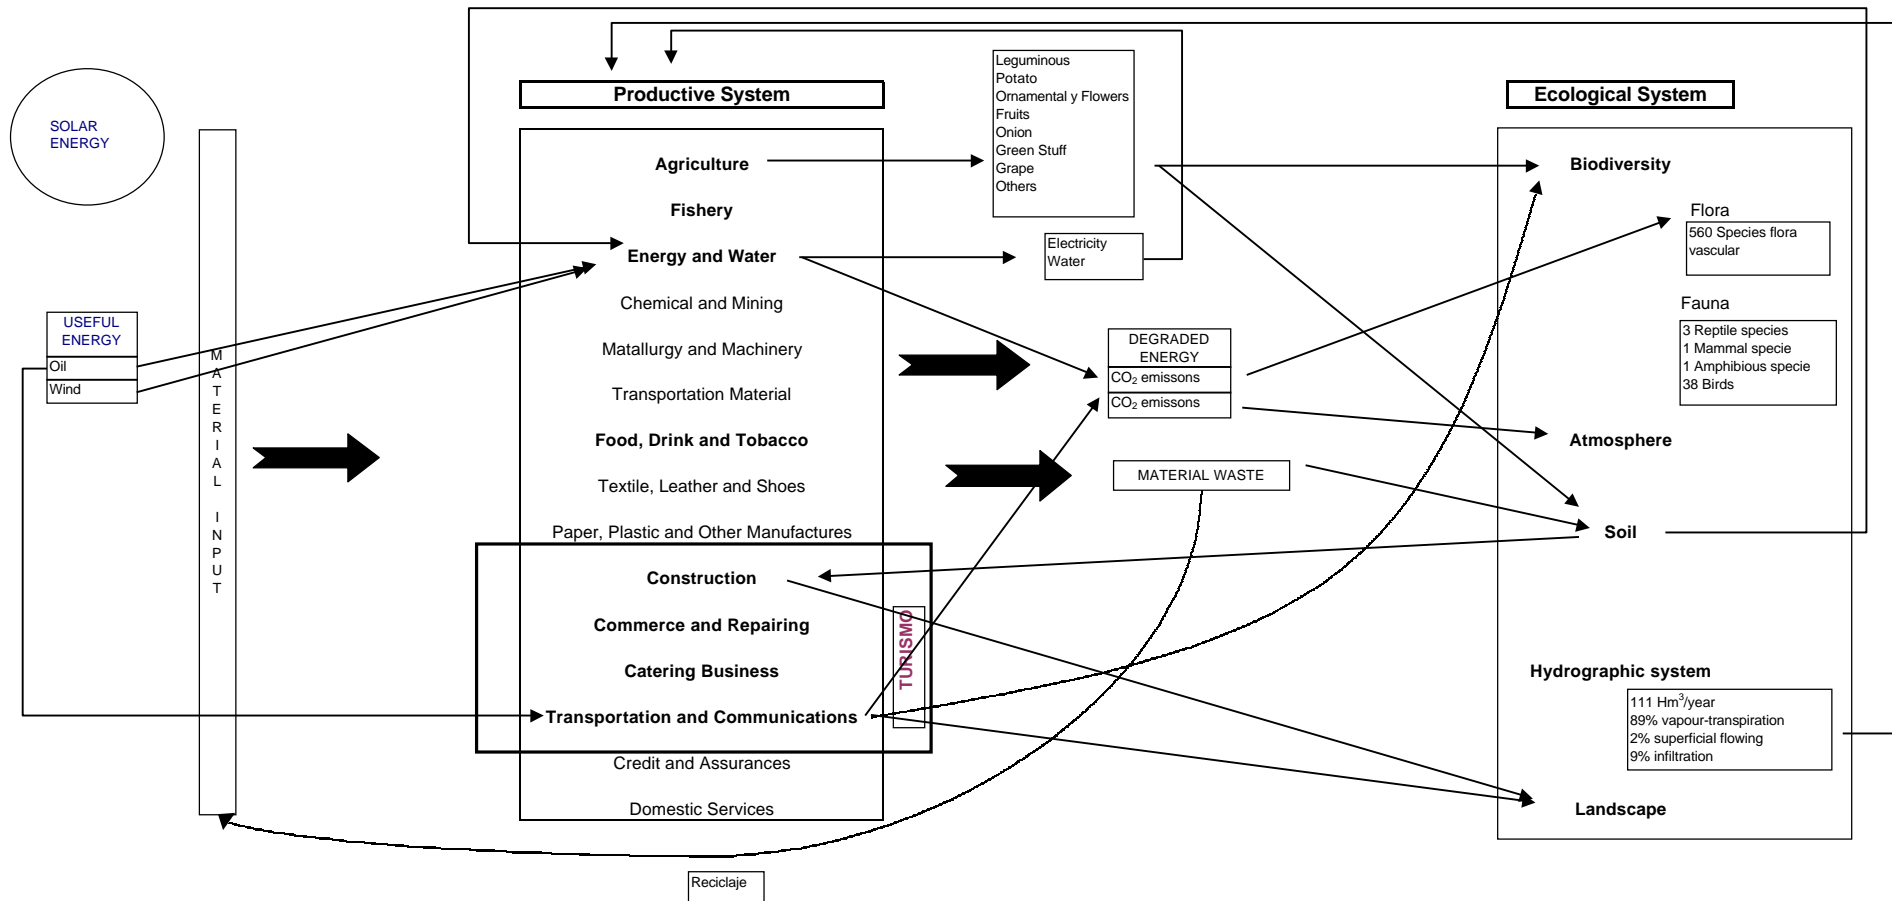 SOLAR
ENERGY
USEFUL
ENERGY
Oil
Wind
MATERIAL INPUT
Productive System
Agriculture
Fishery
Energy and Water
Chemical and Mining
Matallurgy and Machinery
Transportation Material
Food, Drink and Tobacco
Textile, Leather and Shoes
Paper, Plastic and Other Manufactures
Construction
Commerce and Repairing
Catering Business
Transportation and Communications
Credit and Assurances
Domestic Services
TURISMO
Leguminous
Potato
Ornamental y Flowers
Fruits
Onion
Green Stuff
Grape
Others
Electricity
Water
DEGRADED
ENERGY
CO₂ emissons
CO₂ emissons
MATERIAL WASTE
Reciclaje
Ecological System
Biodiversity
Flora
560 Species flora
vascular
Fauna
3 Reptile species
1 Mammal specie
1 Amphibious specie
38 Birds
Atmosphere
Soil
Hydrographic system
111 Hm³/year
89% vapour-transpiration
2% superficial flowing
9% infiltration
Landscape